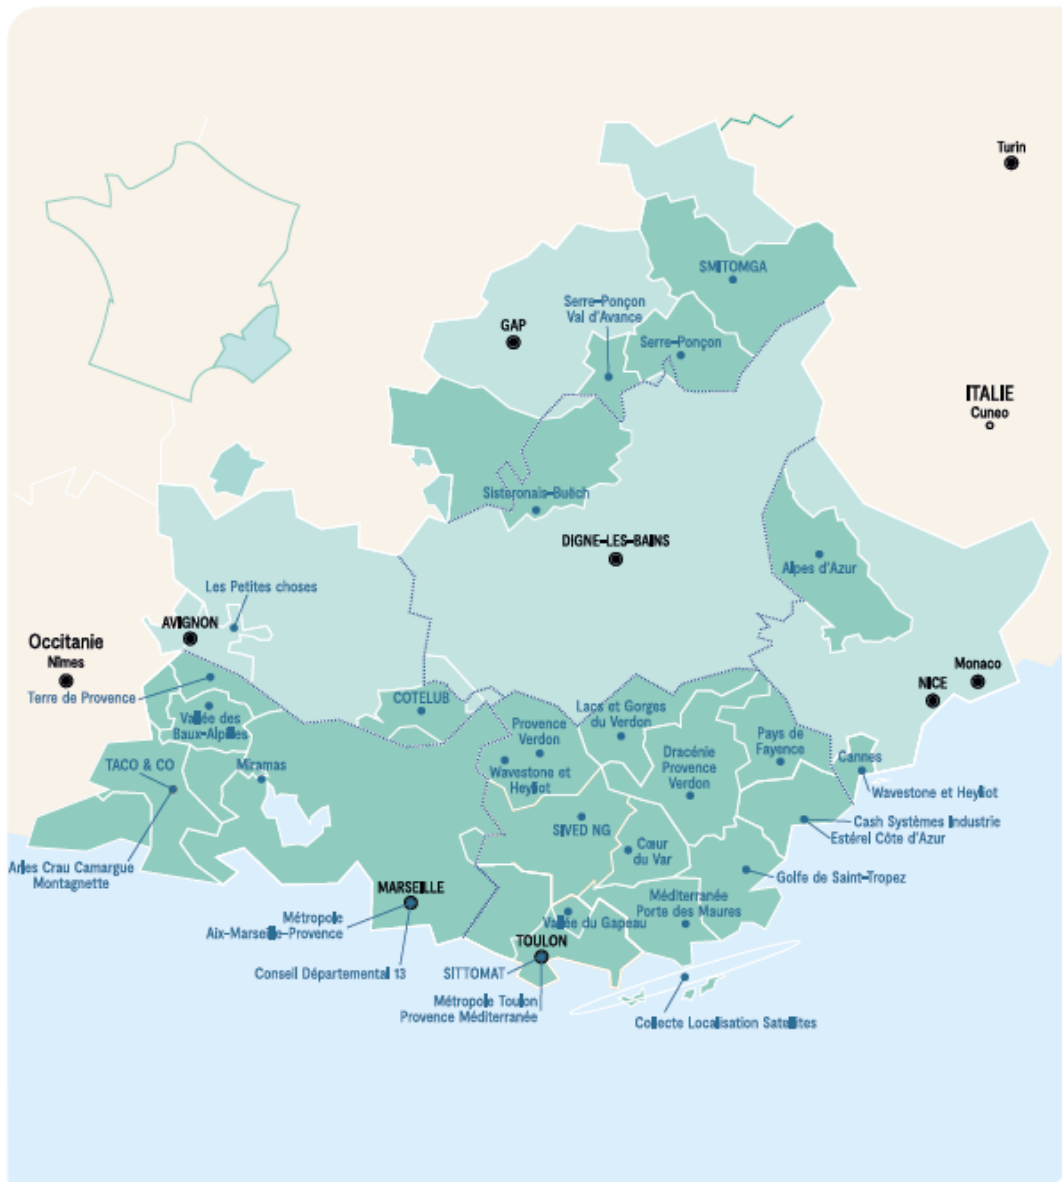 Turin
SMITOMGA
Serre-Ponçon
Val d'Avance
GAP
Serre-Ponçon
ITALIE
Cuneo
Sisteronais-Buëch
DIGNE-LES-BAINS
Alpes d'Azur
Les Petites choses
AVIGNON
Occitanie
Nîmes
Monaco
NICE
Terre de Provence
COTELUB
Lacs et Gorges
du Verdon
Vallée des
Baux-Alpilles
Provence
Verdon
Pays de
Fayence
Dracénie
Provence
Verdon
Cannes
TACO & CO
Miramas
Wavestone et
Heyliot
Wavestone et Heyliot
Cash Systèmes Industrie
Estérel Côte d'Azur
SIVED NG
Cœur
du Var
Arles Crau Camargue
Montagnette
Golfe de Saint-Tropez
MARSEILLE
Méditerranée
Porte des Maures
Métropole
Aix-Marseille-Provence
Vallée du Gapeau
TOULON
Conseil Départemental 13
SITTOMAT
Métropole Toulon
Provence Méditerranée
Collecte Localisation Satellites